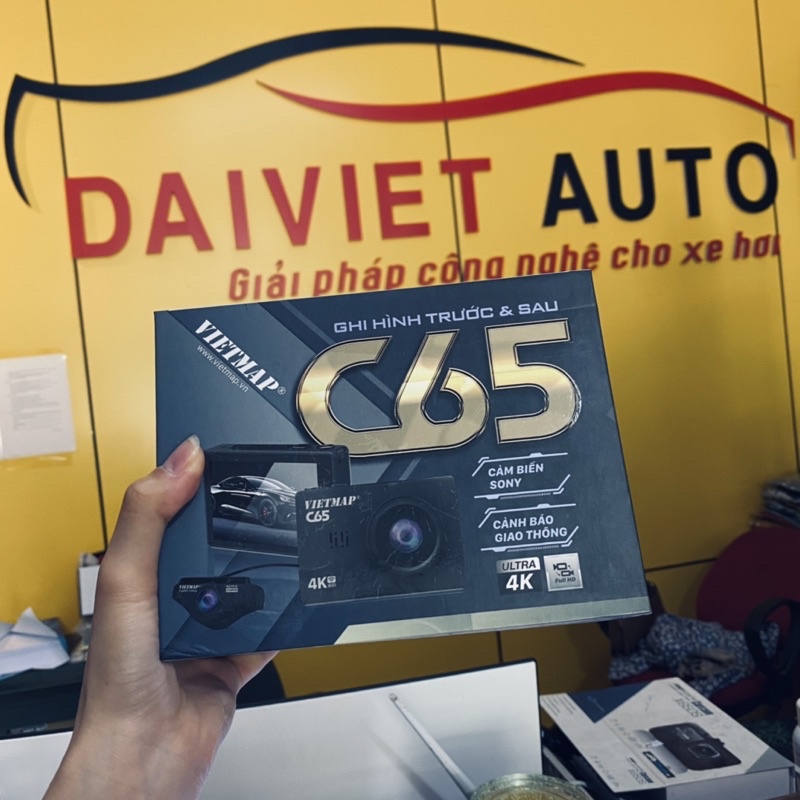 DAIVIET AUTO
Giải pháp công nghệ cho xe hơi
GHI HÌNH TRƯỚC & SAU
VIETMAP®
www.vietmap.vn
C65
CẢM BIẾN
SONY
CẢNH BÁO
GIAO THÔNG
VIETMAP
C65
4K
ULTRA
4K
Full HD
VIETMAP